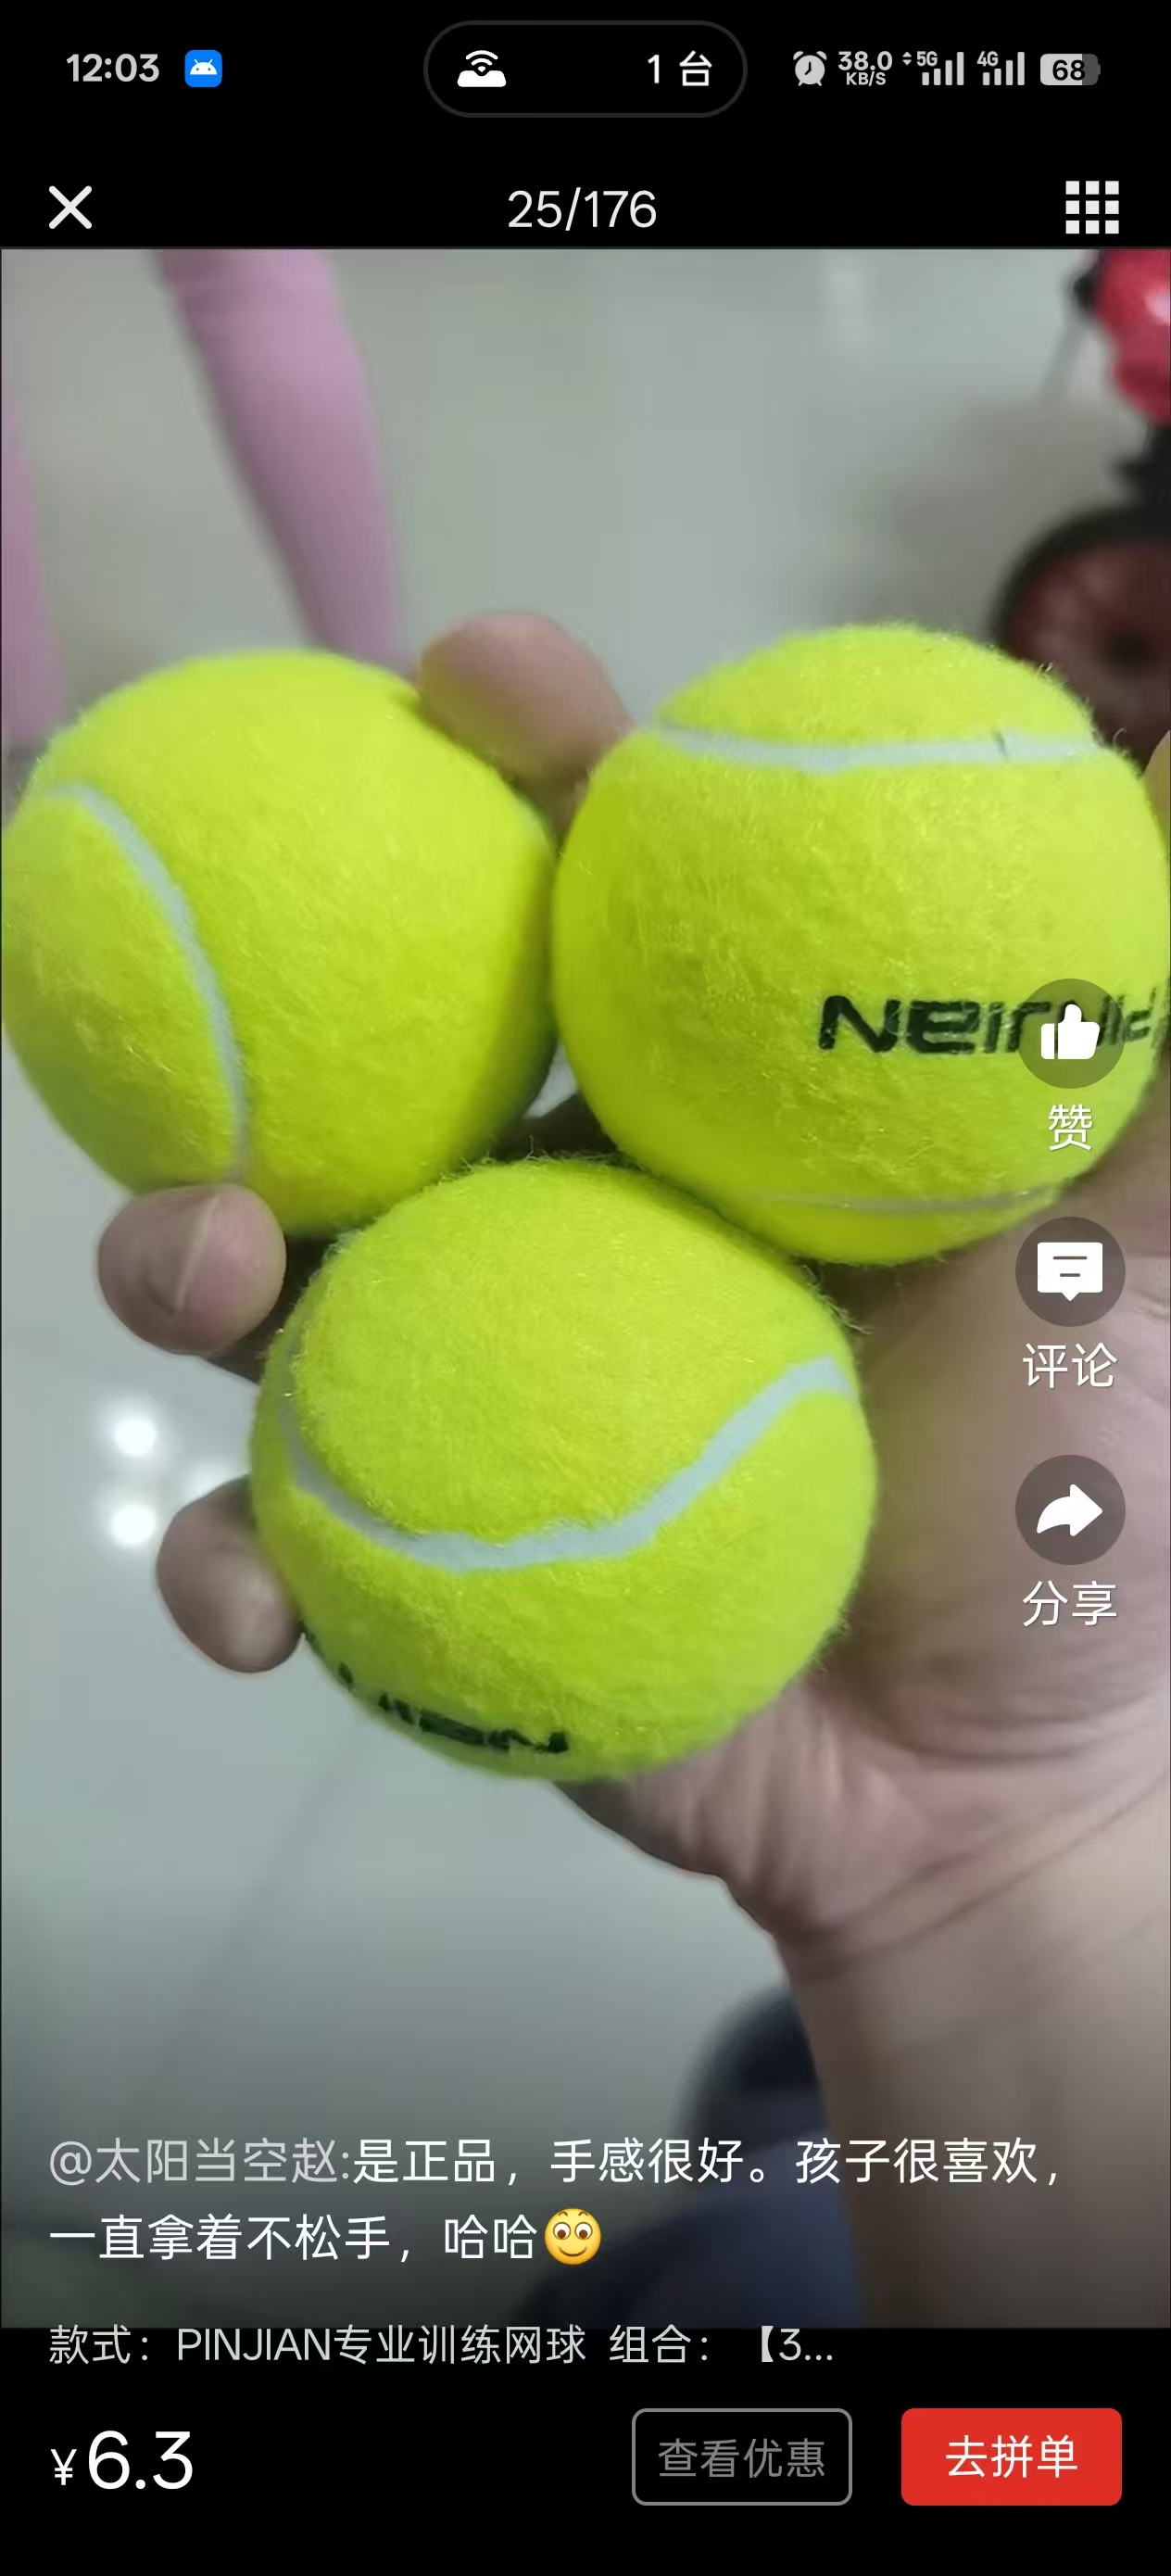 12:03
1 台
38.0 KB/S 5G 4G 68
25/176
赞
评论
分享
@太阳当空赵:是正品，手感很好。孩子很喜欢，
一直拿着不松手，哈哈
款式：PINJIAN专业训练网球 组合：【3...
¥6.3
查看优惠
去拼单